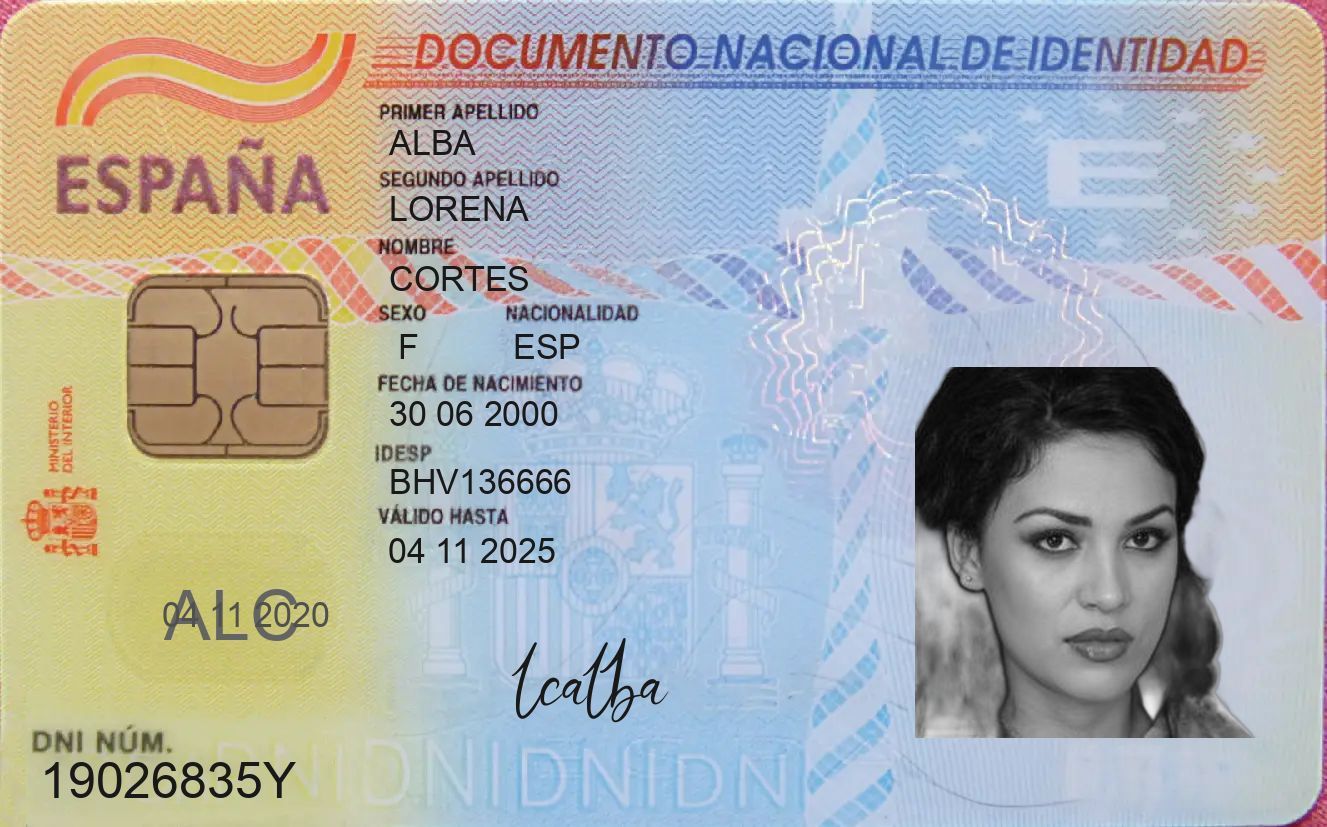 DOCUMENTO NACIONAL DE IDENTIDAD
ESPAÑA
PRIMER APELLIDO
ALBA
SEGUNDO APELLIDO
LORENA
NOMBRE
CORTES
SEXO NACIONALIDAD
F ESP
FECHA DE NACIMIENTO
30 06 2000
IDESP
BHV136666
VÁLIDO HASTA
04 11 2025
MINISTERIO
DEL INTERIOR
E
ALC
04 11 2020
lcalba
DNI NÚM.
19026835Y
DNIDNIDNIDNI